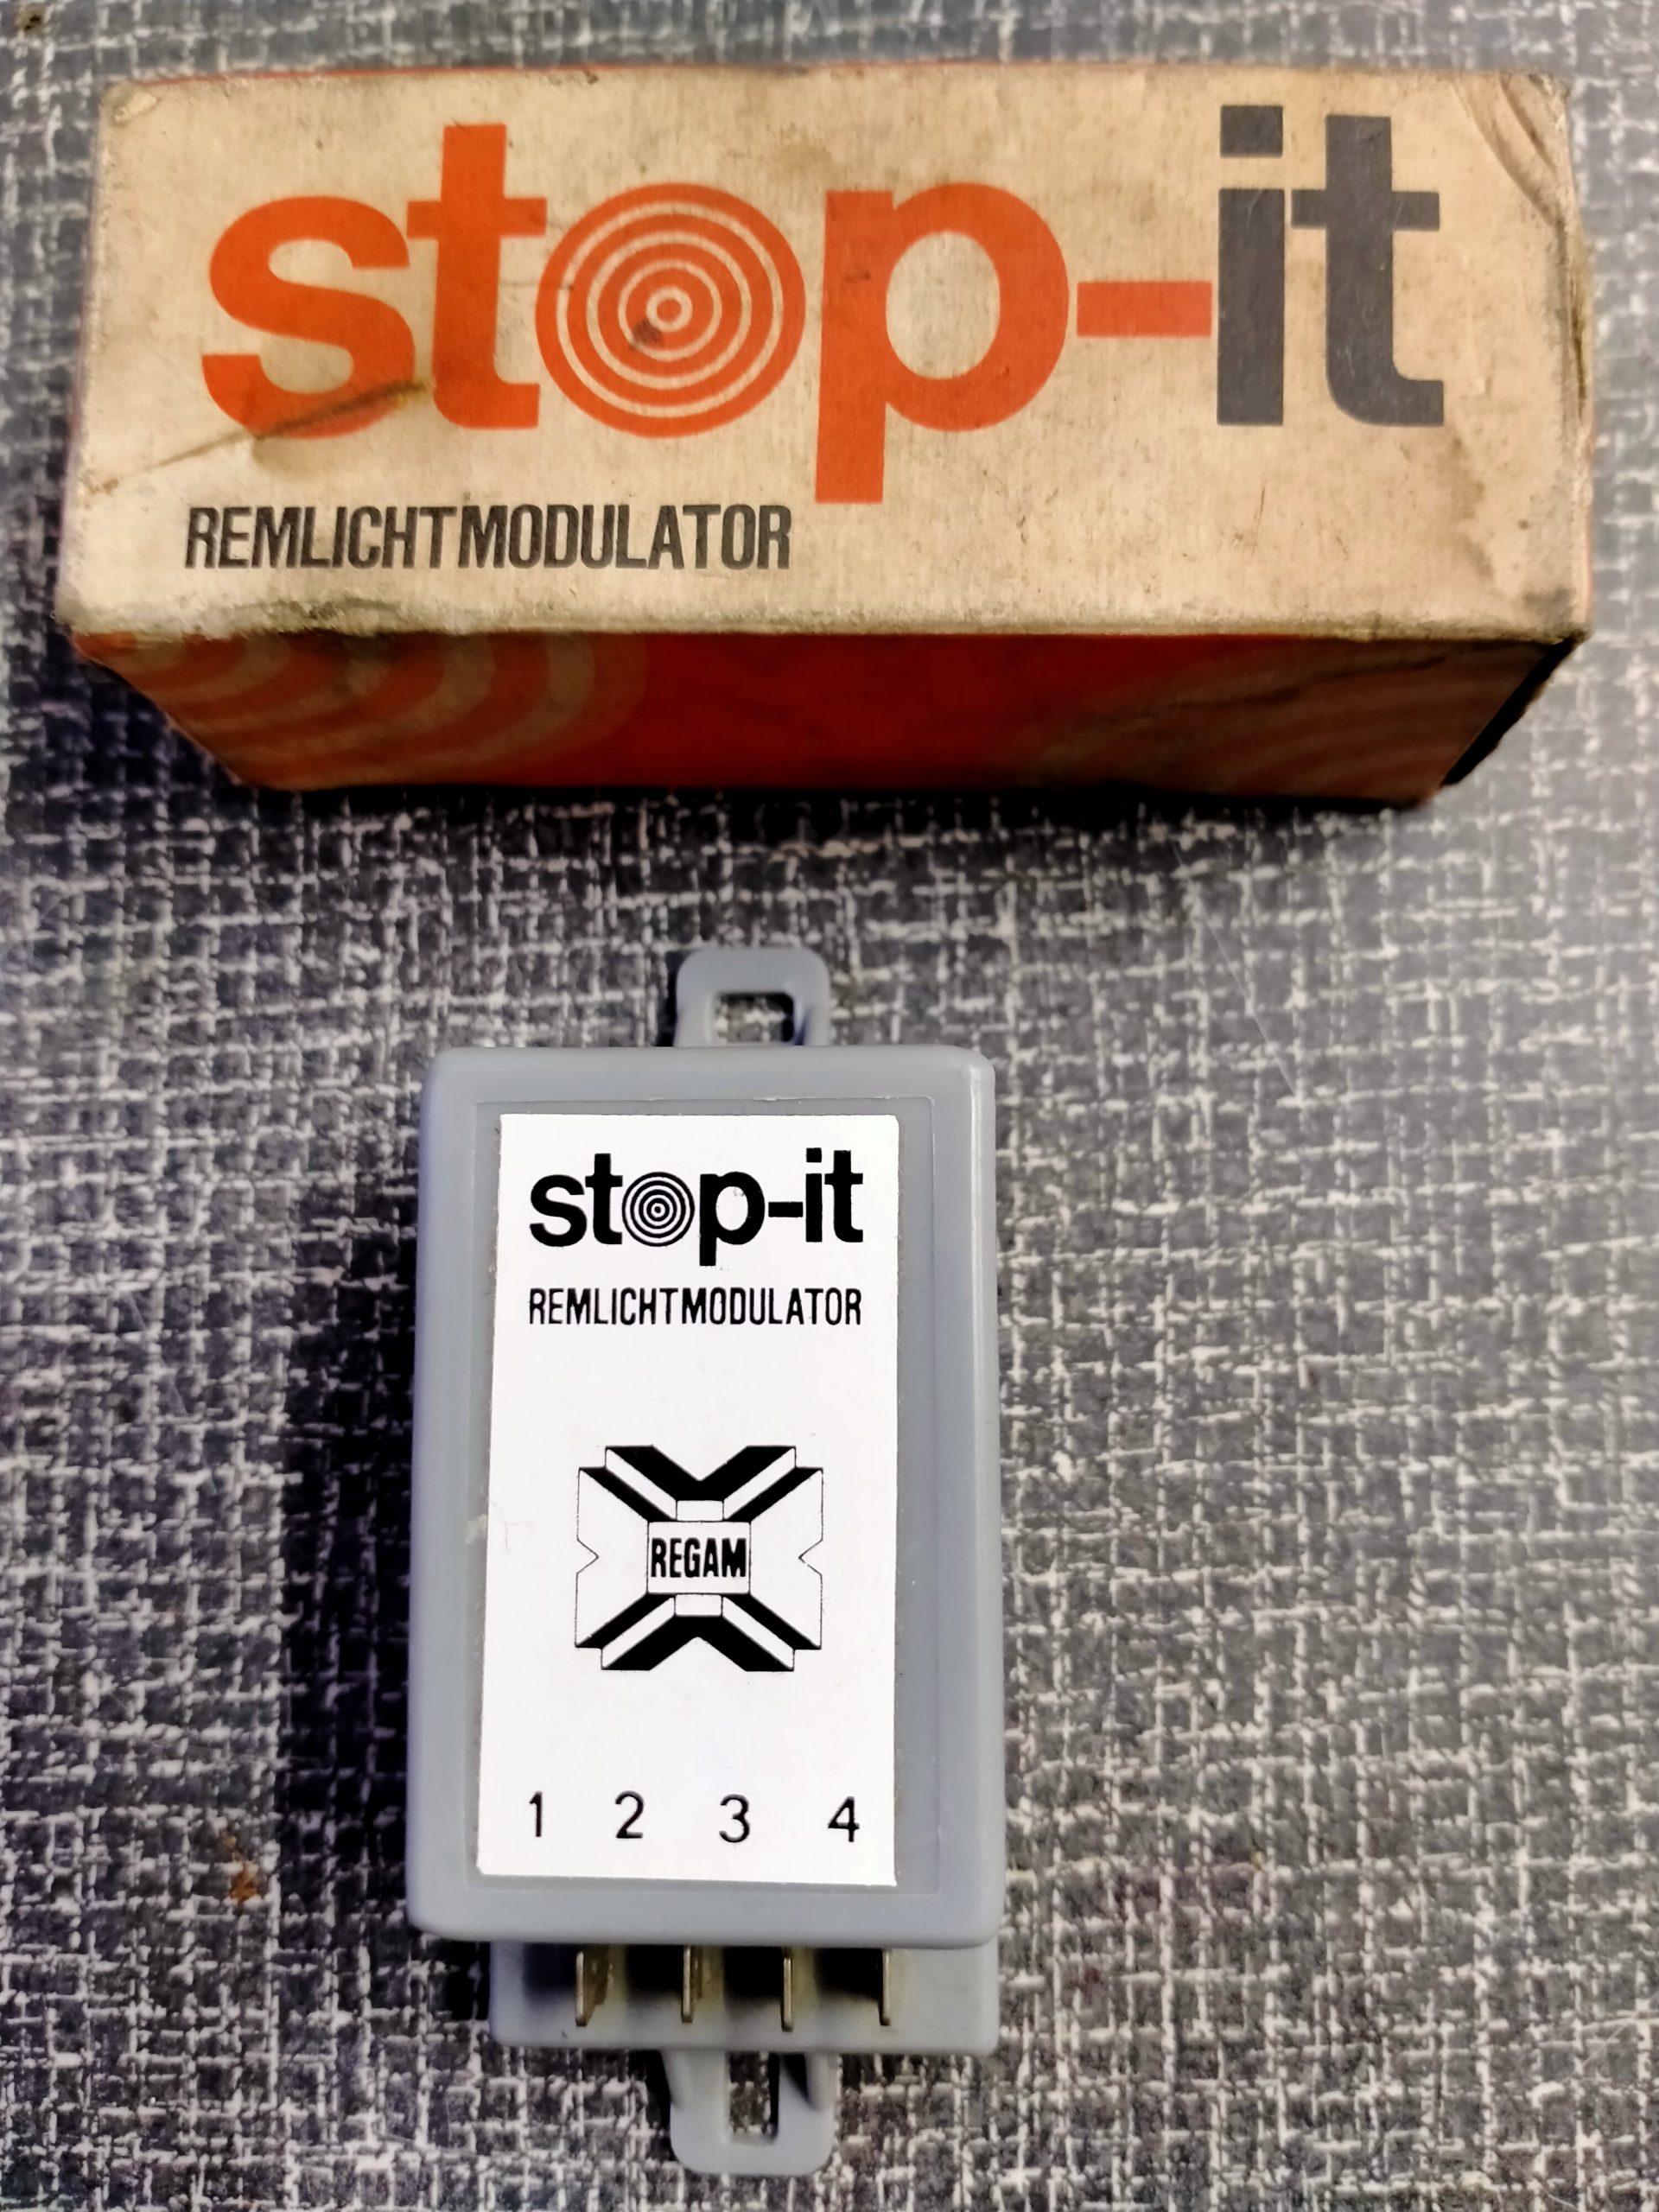 stop-it
REMLICHTMODULATOR
stop-it
REMLICHTMODULATOR
REGAM
1 2 3 4